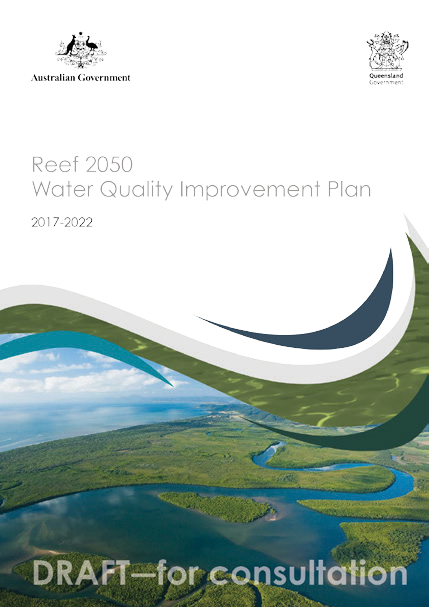 Australian Government
Queensland
Government
Reef 2050
Water Quality Improvement Plan
2017-2022
DRAFT—for consultation